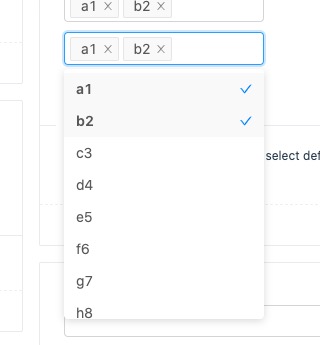 a1 × b2 ×
a1 × b2 ×
a1
b2
c3
select def
d4
e5
f6
g7
h8